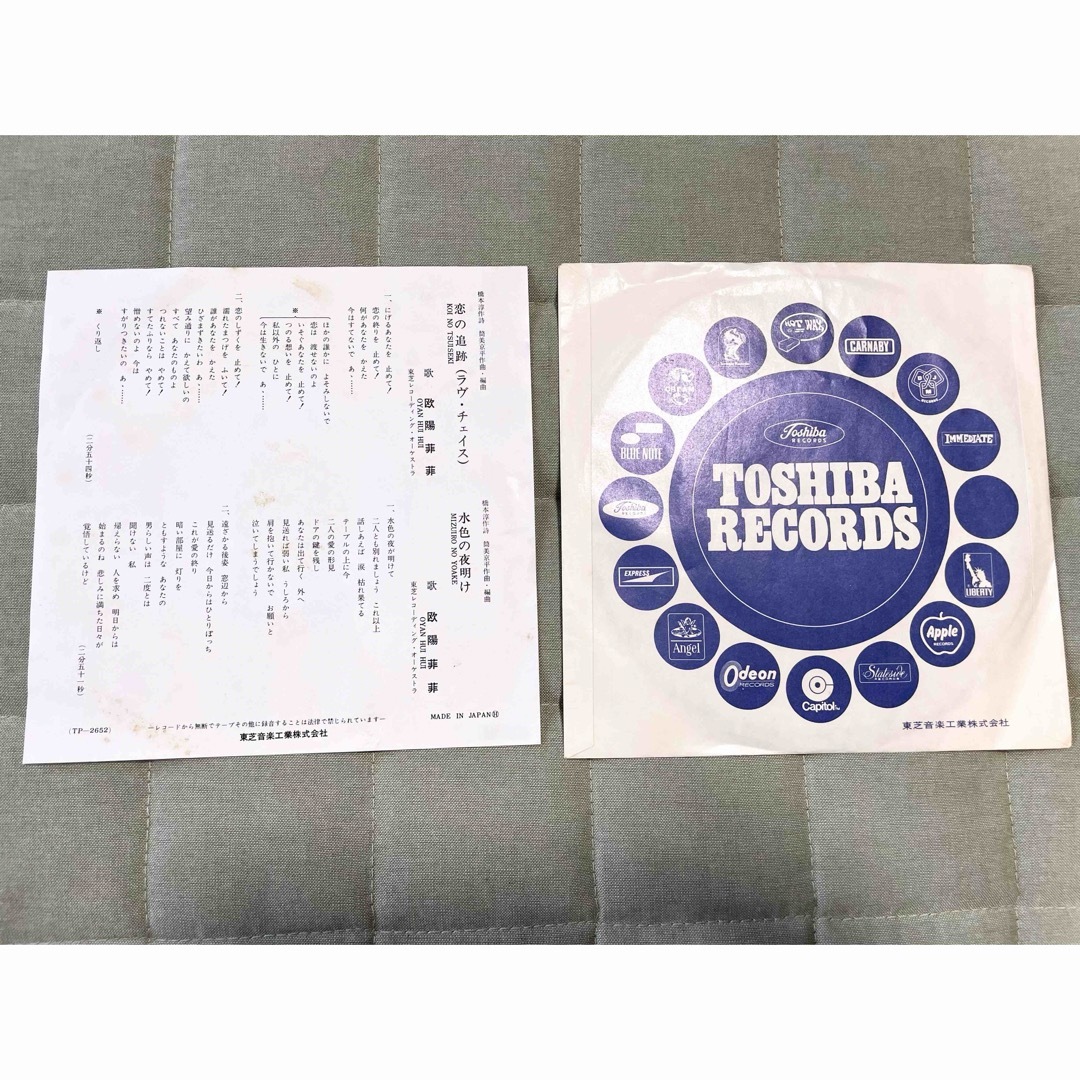 橋本淳作詩 筒美京平作曲・編曲
恋の追跡(ラヴ・チェイス)
KOI NO TSUISEKI
歌 欧陽菲菲
OYAN HUI HUI
東芝レコーディング・オーケストラ
一、にげるあなたを 止めて!
恋の終りを 止めて!
何があなたを かえた
今はすてないで あ・……
※
ほかの誰かに よそみしないで
恋は 渡せないのよ
いそぐあなたを 止めて!
つのる想いを 止めて!
私以外の ひとに
今は生きないで あ……
二、恋のしずくを 止めて!
濡れたまつげを ふいて!
誰があなたを かえた
ひざまずきたいわ あ……
望み通りに かえて欲しいの
すべて あなたのものよ
つれないことは やめて!
すてたふりなら やめて!
憎めないのよ 今は
すがりつきたいの あ・……
※ くり返し
(二分五十四秒)
橋本淳作詩 筒美京平作曲・編曲
水色の夜明け
MIZUIRO NO YOAKE
歌 欧陽菲菲
OYAN HUI HUI
東芝レコーディング・オーケストラ
一、水色の夜が明けて
二人とも別れましょう これ以上
話しあえば 涙 枯れ果てる
テーブルの上に今
二人の愛の形見
ドアの鍵を残し
あなたは出て行く 外へ
見送れば弱い私 うしろから
肩を抱いて行かないで お願いと
泣いてしまうでしょう
二、遠ざかる後姿 窓辺から
見送るだけ 今日からはひとりぼっち
これが愛の終り
暗い部屋に 灯りを
ともすような あなたの
男らしい声は 二度とは
聞けない 私
帰らない 人を求め 明日からは
始まるのね 悲しみに満ちた日々が
覚悟しているけど
(二分五十一秒)
MADE IN JAPAN Ⓗ
―レコードから無断でテープその他に録音することは法律で禁じられています―
(TP-2652)
東芝音楽工業株式会社
Toshiba
RECORDS
TOSHIBA
RECORDS
HOT WAX
CARNABY
RECORDS
IMMEDIATE
LIBERTY
Apple
RECORDS
Stateside
RECORDS
Capitol
Odeon
RECORDS
Angel
EXPRESS
Toshiba
RECORDS
BLUE NOTE
東芝音楽工業株式会社